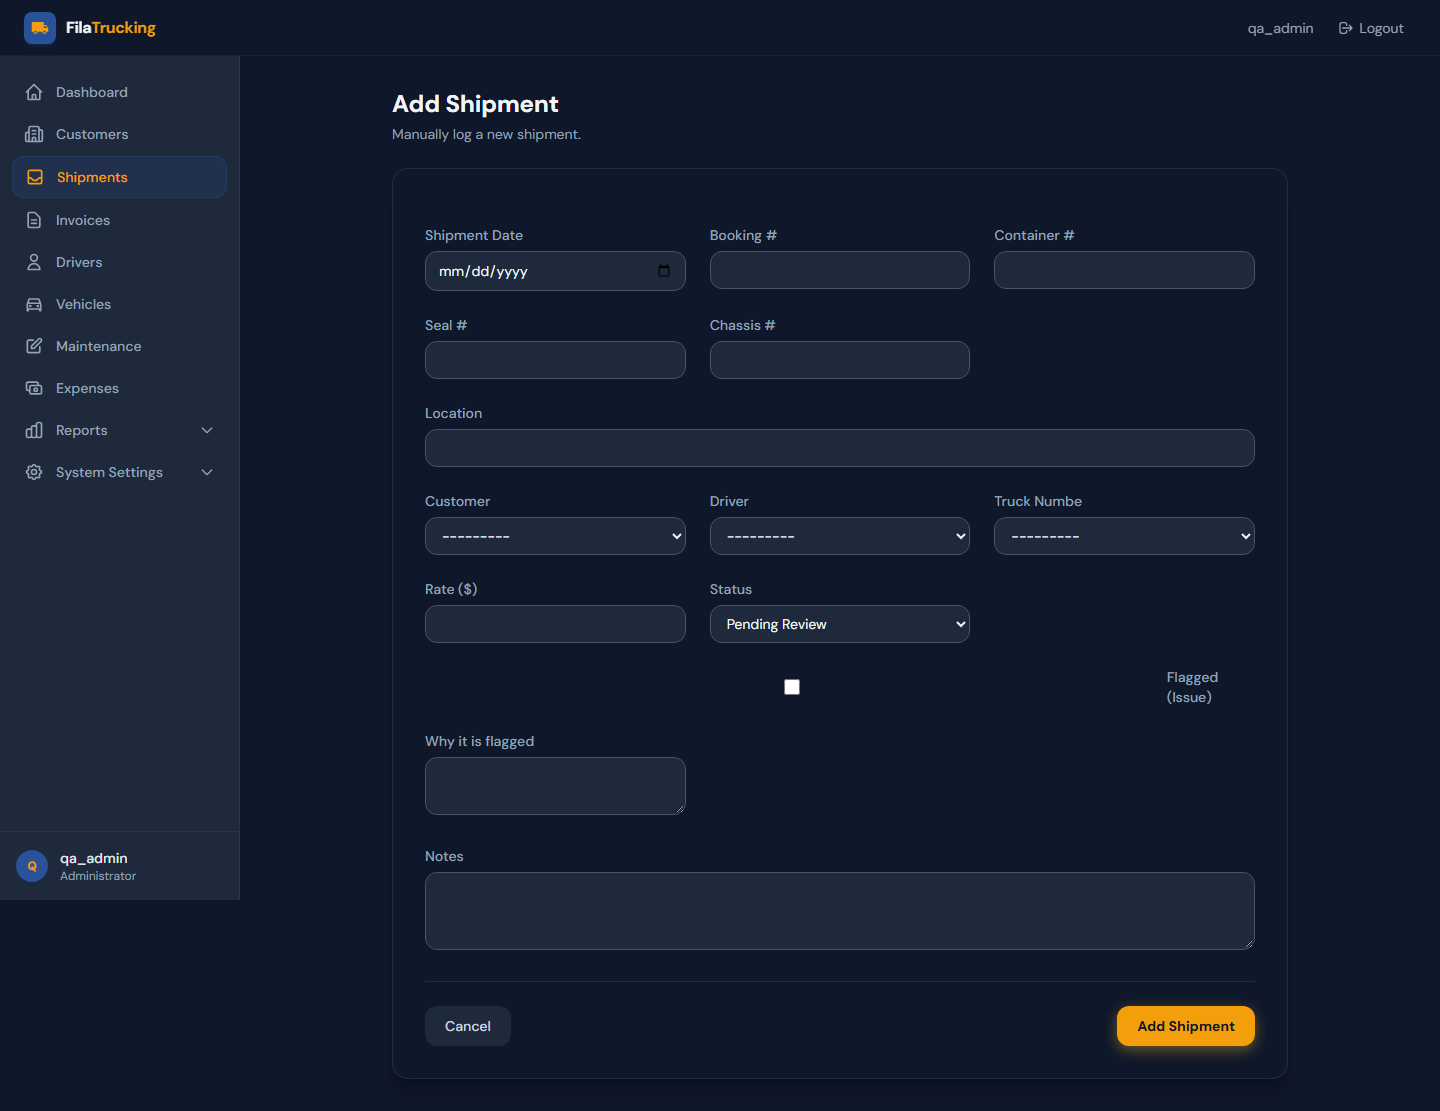 FilaTrucking
qa_admin
Logout
Dashboard
Customers
Shipments
Invoices
Drivers
Vehicles
Maintenance
Expenses
Reports
System Settings
Q
qa_admin
Administrator
Add Shipment
Manually log a new shipment.
Shipment Date
Booking #
Container #
mm/dd/yyyy
Seal #
Chassis #
Location
Customer
Driver
Truck Numbe
---------
---------
---------
Rate ($)
Status
Pending Review
Flagged
(Issue)
Why it is flagged
Notes
Cancel
Add Shipment